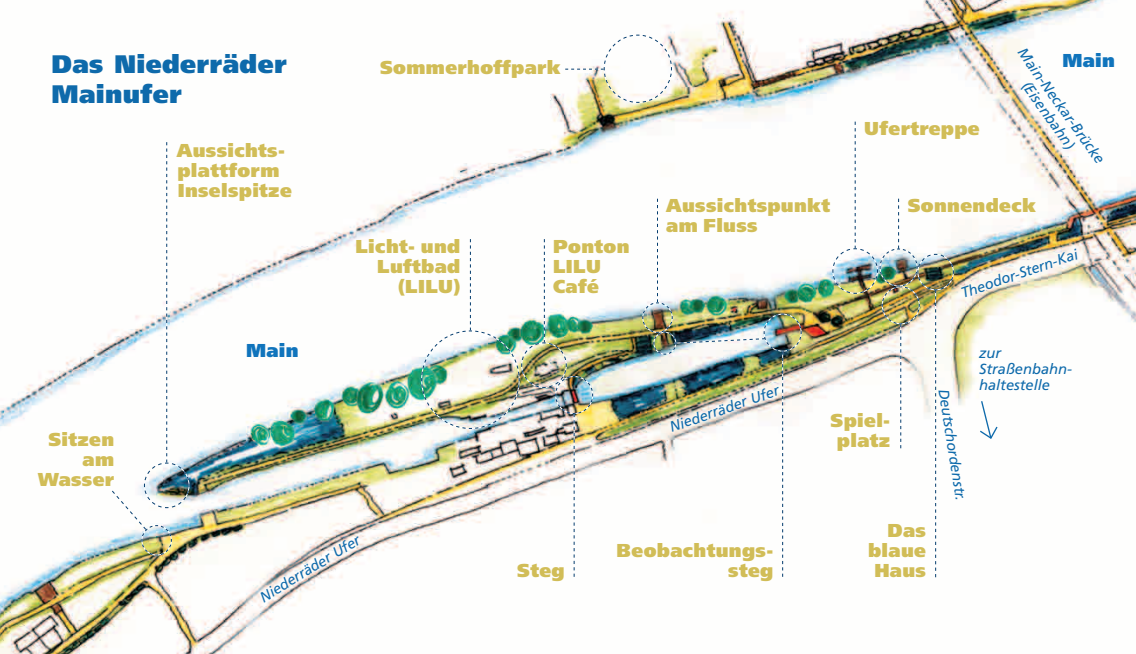 Das Niederräder
Mainufer
Sommerhoffpark
Main
Main-Neckar-Brücke
(Eisenbahn)
Ufertreppe
Aussichts-
plattform
Inselspitze
Aussichtspunkt
am Fluss
Sonnendeck
Licht- und
Luftbad
(LILU)
Ponton
LILU
Café
Theodor-Stern-Kai
Main
zur
Straßenbahn-
haltestelle
Niederräder Ufer
Deutschordenstr.
Spiel-
platz
Sitzen
am
Wasser
Niederräder Ufer
Steg
Beobachtungs-
steg
Das
blaue
Haus